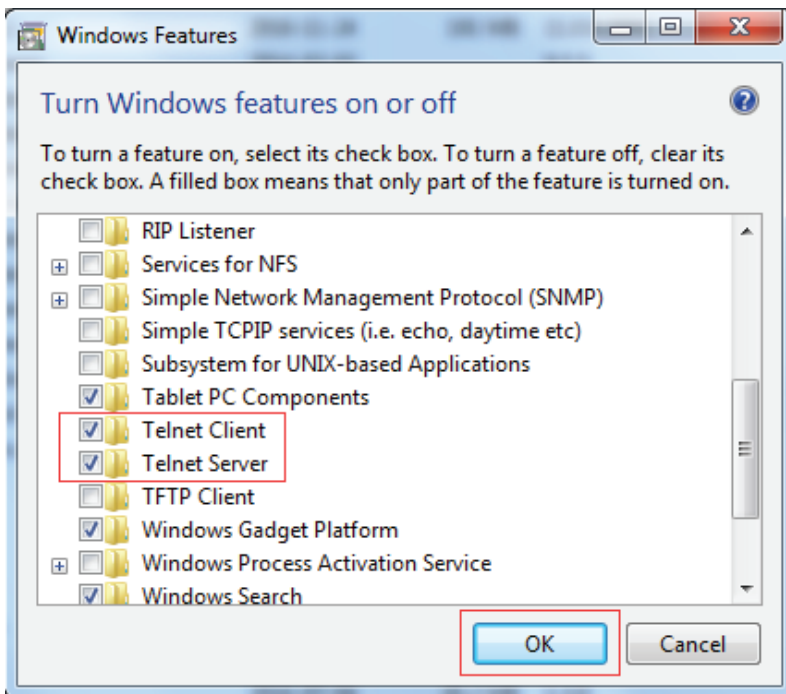 Windows Features
Turn Windows features on or off
To turn a feature on, select its check box. To turn a feature off, clear its
check box. A filled box means that only part of the feature is turned on.
RIP Listener
Services for NFS
Simple Network Management Protocol (SNMP)
Simple TCPIP services (i.e. echo, daytime etc)
Subsystem for UNIX-based Applications
Tablet PC Components
Telnet Client
Telnet Server
TFTP Client
Windows Gadget Platform
Windows Process Activation Service
Windows Search
OK Cancel